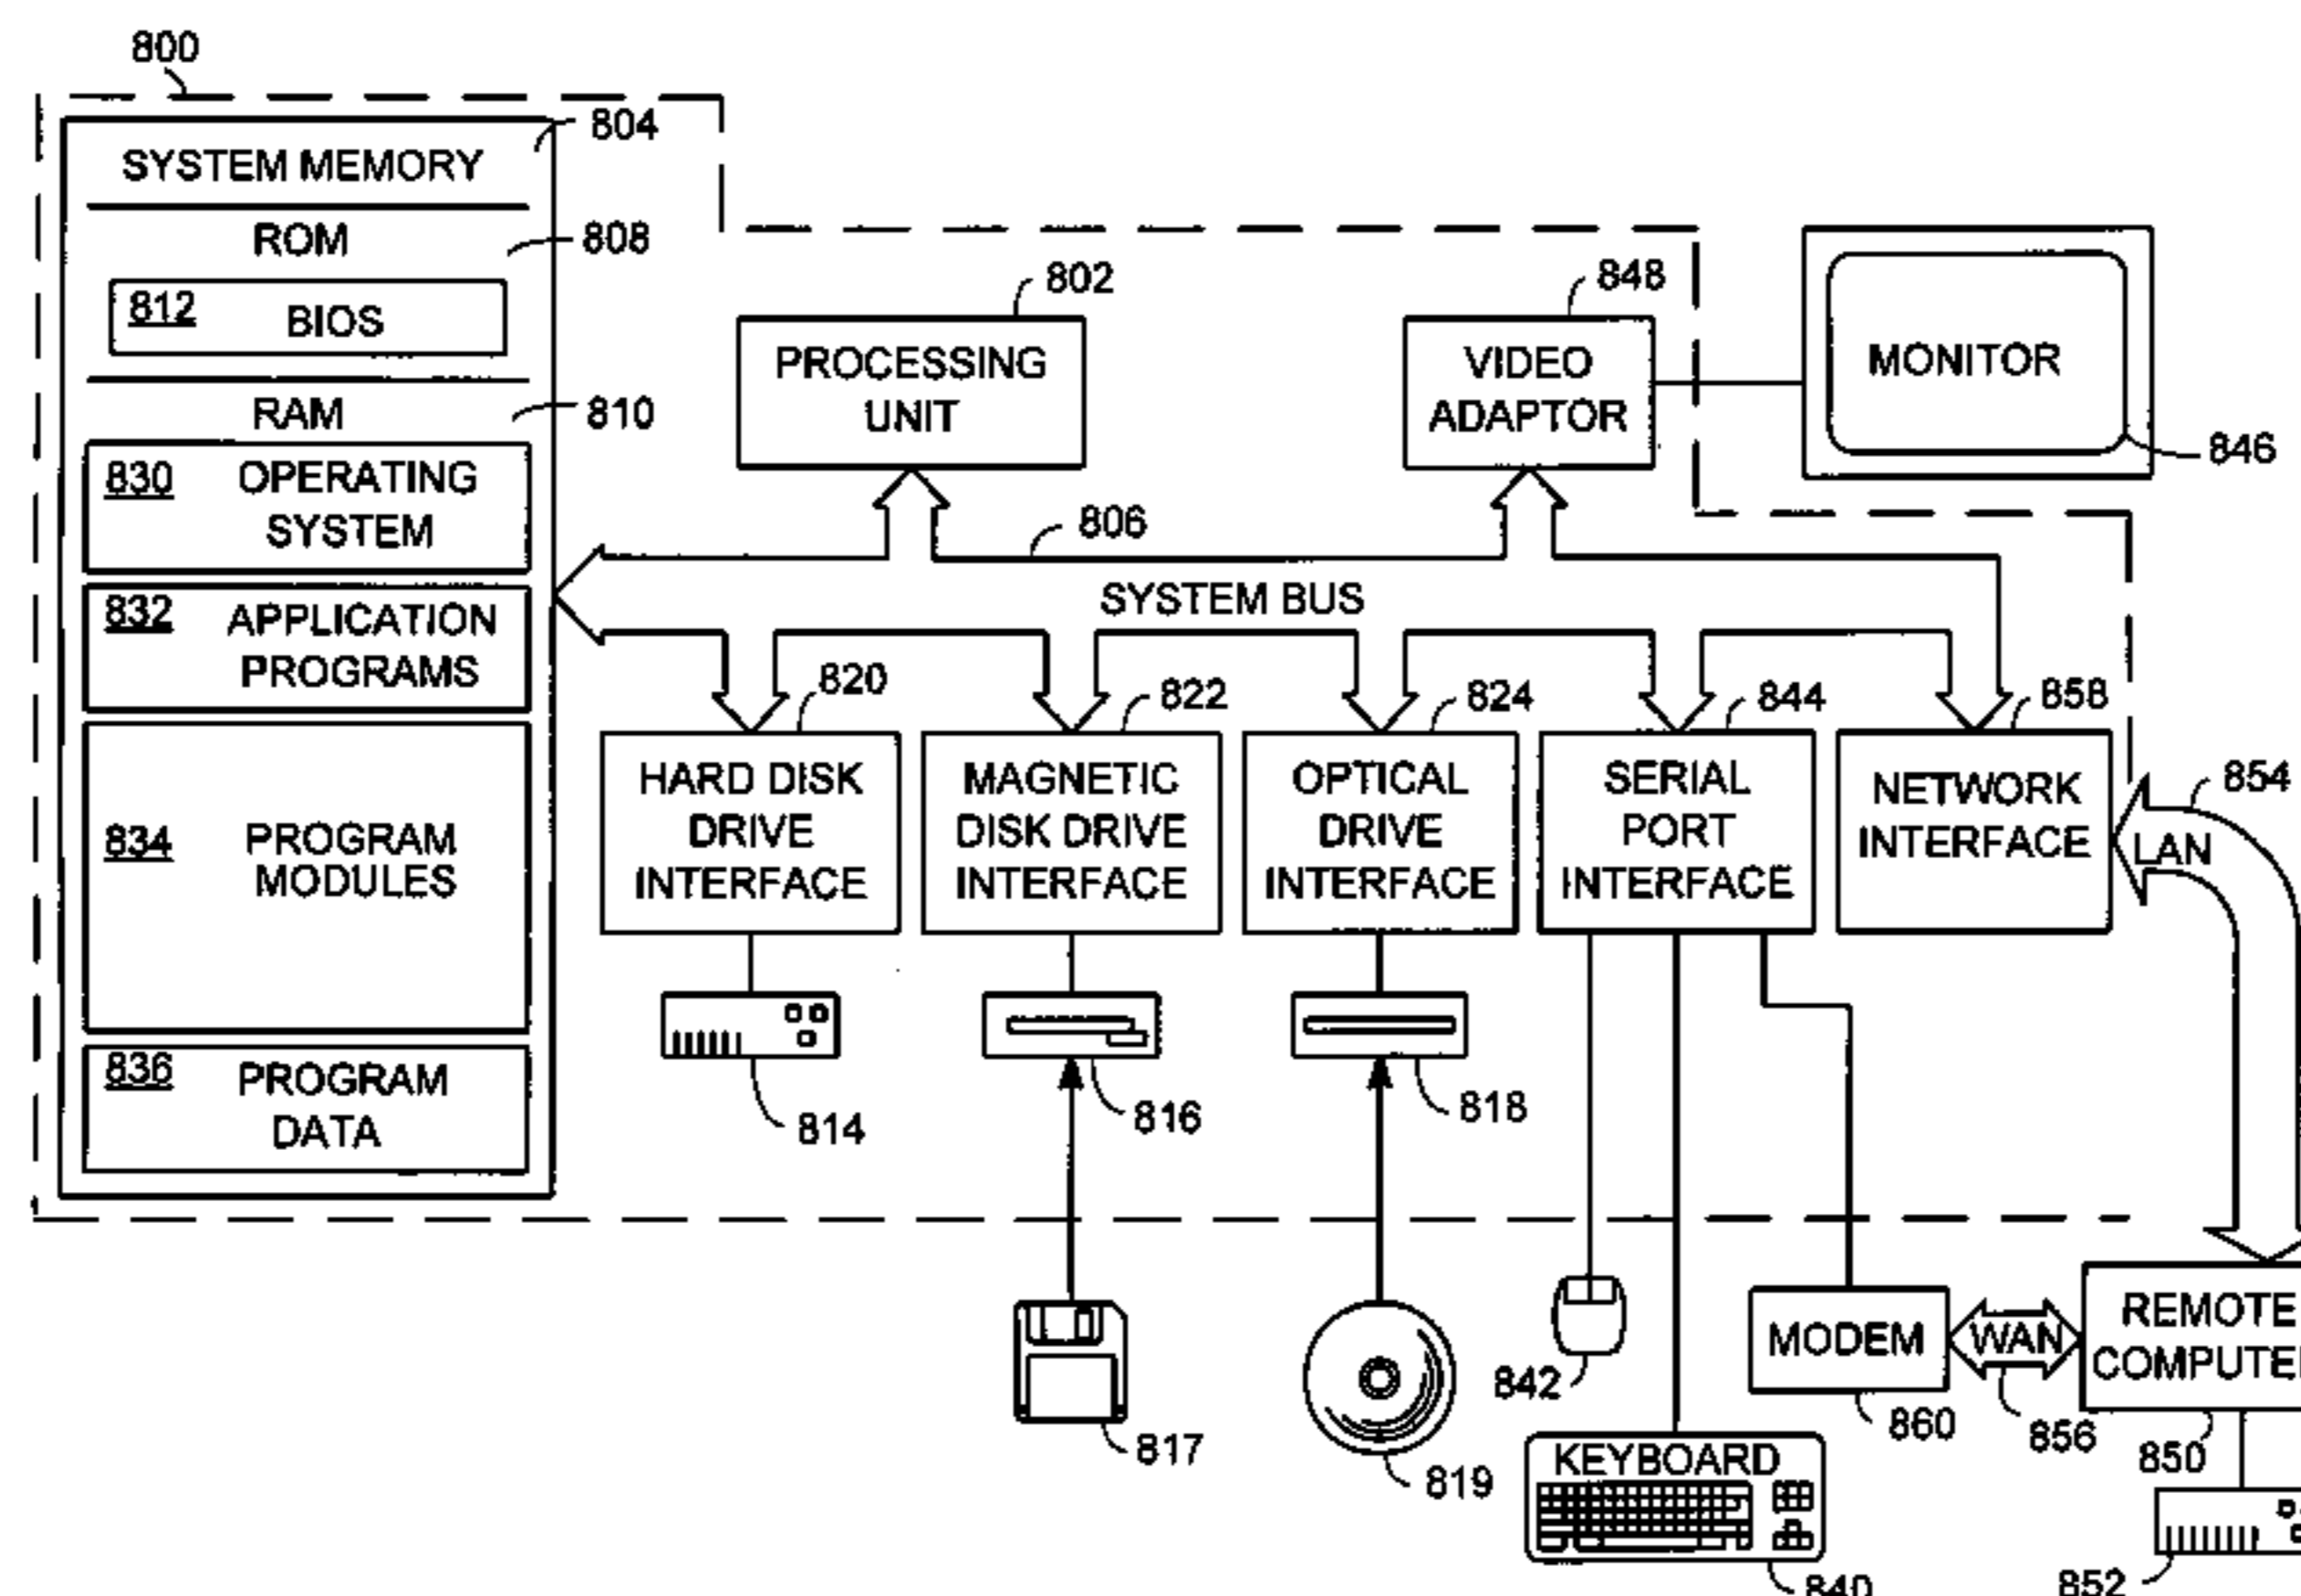 800
804
SYSTEM MEMORY
ROM
808
812 BIOS
RAM
810
830 OPERATING
SYSTEM
832 APPLICATION
PROGRAMS
834 PROGRAM
MODULES
836 PROGRAM
DATA
802
PROCESSING
UNIT
848
VIDEO
ADAPTOR
MONITOR
846
806
SYSTEM BUS
820
HARD DISK
DRIVE
INTERFACE
822
MAGNETIC
DISK DRIVE
INTERFACE
824
OPTICAL
DRIVE
INTERFACE
844
SERIAL
PORT
INTERFACE
858
NETWORK
INTERFACE
854
LAN
814
816
818
817
819
842
KEYBOARD
840
MODEM
860
WAN
856
REMOTE
COMPUTE
850
852